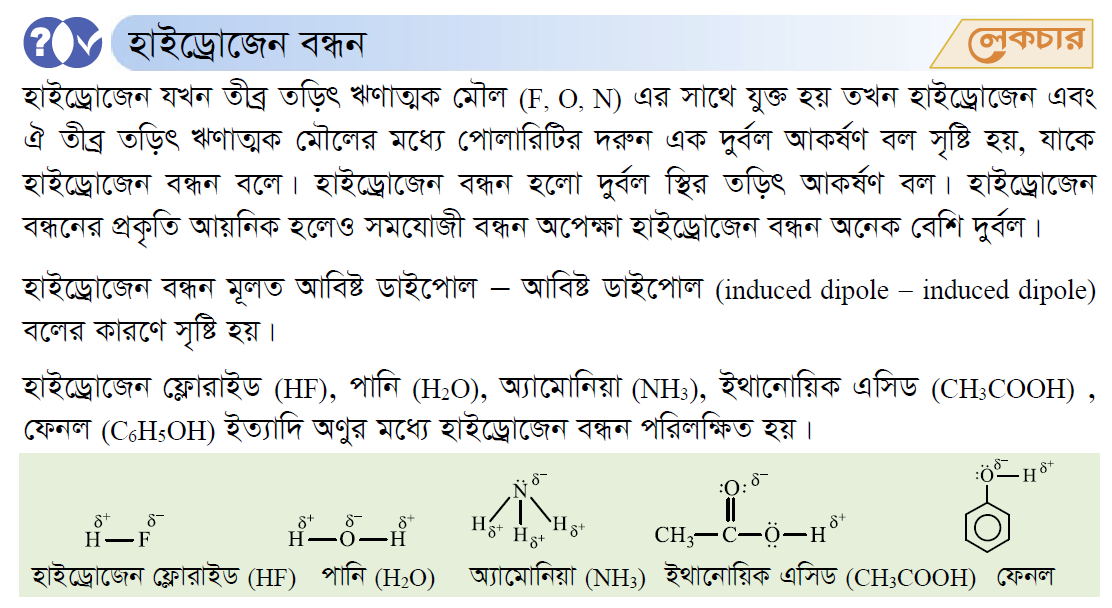 হাইড্রোজেন বন্ধন
লেকচার
হাইড্রোজেন যখন তীব্র তড়িৎ ঋণাত্মক মৌল (F, O, N) এর সাথে যুক্ত হয় তখন হাইড্রোজেন এবং
ঐ তীব্র তড়িৎ ঋণাত্মক মৌলের মধ্যে পোলারিটির দরুন এক দুর্বল আকর্ষণ বল সৃষ্টি হয়, যাকে
হাইড্রোজেন বন্ধন বলে। হাইড্রোজেন বন্ধন হলো দুর্বল স্থির তড়িৎ আকর্ষণ বল। হাইড্রোজেন
বন্ধনের প্রকৃতি আয়নিক হলেও সমযোজী বন্ধন অপেক্ষা হাইড্রোজেন বন্ধন অনেক বেশি দুর্বল।
হাইড্রোজেন বন্ধন মূলত আবিষ্ট ডাইপোল – আবিষ্ট ডাইপোল (induced dipole – induced dipole)
বলের কারণে সৃষ্টি হয়।
হাইড্রোজেন ফ্লোরাইড (HF), পানি (H₂O), অ্যামোনিয়া (NH₃), ইথানোয়িক এসিড (CH₃COOH) ,
ফেনল (C₆H₅OH) ইত্যাদি অণুর মধ্যে হাইড্রোজেন বন্ধন পরিলক্ষিত হয়।
δ⁺ δ⁻
H—F
δ⁺ δ⁻ δ⁺
H—O—H
N̈ δ⁻
H δ⁺ H δ⁺ H δ⁺
:O: δ⁻
CH₃—C—Ö—H δ⁺
:Ö δ⁻—H δ⁺
হাইড্রোজেন ফ্লোরাইড (HF) পানি (H₂O) অ্যামোনিয়া (NH₃) ইথানোয়িক এসিড (CH₃COOH) ফেনল